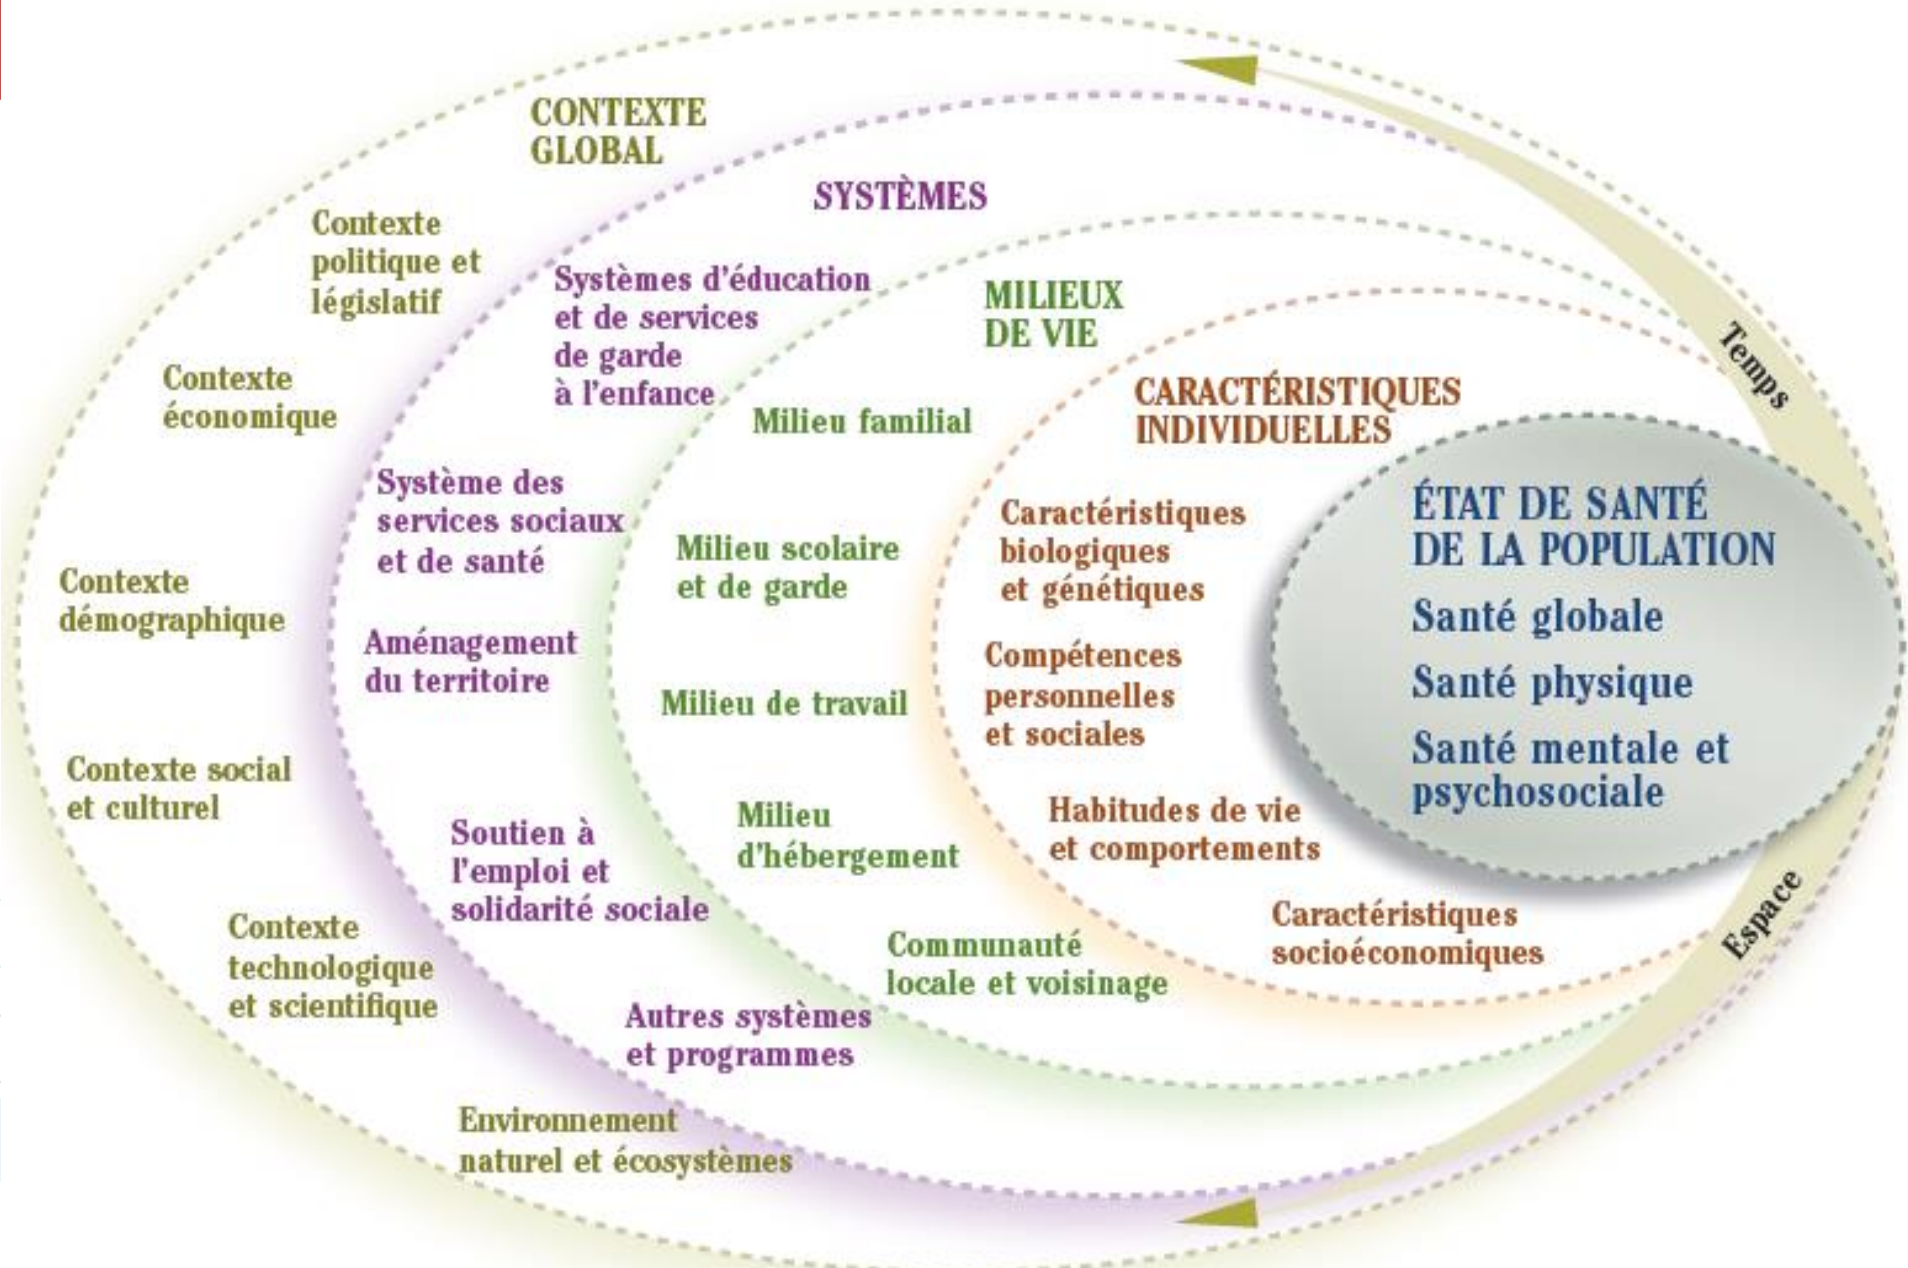 CONTEXTE
GLOBAL
Contexte
politique et
législatif
Contexte
économique
Contexte
démographique
Contexte social
et culturel
Contexte
technologique
et scientifique
Environnement
naturel et écosystèmes
SYSTÈMES
Systèmes d'éducation
et de services
de garde
à l'enfance
Système des
services sociaux
et de santé
Aménagement
du territoire
Soutien à
l'emploi et
solidarité sociale
Autres systèmes
et programmes
MILIEUX
DE VIE
Milieu familial
Milieu scolaire
et de garde
Milieu de travail
Milieu
d'hébergement
Communauté
locale et voisinage
CARACTÉRISTIQUES
INDIVIDUELLES
Caractéristiques
biologiques
et génétiques
Compétences
personnelles
et sociales
Habitudes de vie
et comportements
Caractéristiques
socioéconomiques
ÉTAT DE SANTÉ
DE LA POPULATION
Santé globale
Santé physique
Santé mentale et
psychosociale
Temps
Espace